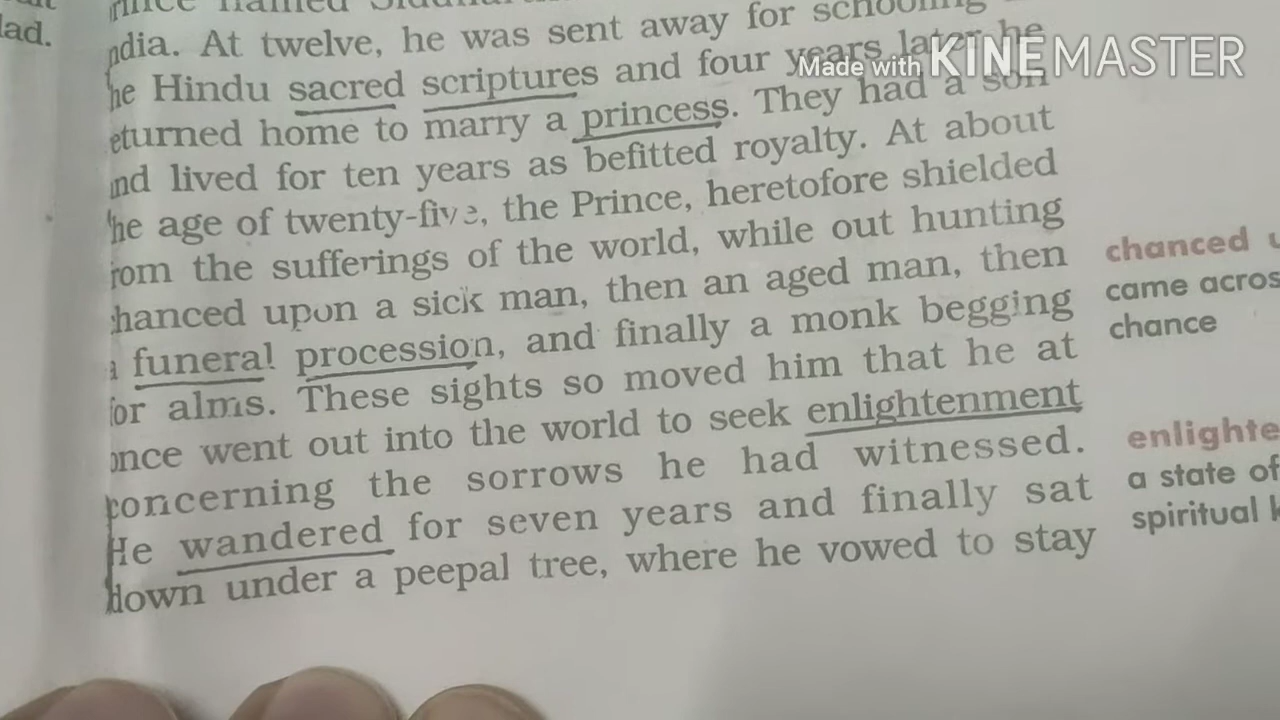 lad.
named
ndia. At twelve, he was sent away for schooling
he Hindu sacred scriptures and four years later he
eturned home to marry a princess. They had a son
nd lived for ten years as befitted royalty. At about
he age of twenty-five, the Prince, heretofore shielded
rom the sufferings of the world, while out hunting
hanced upon a sick man, then an aged man, then
a funeral procession, and finally a monk begging
for alms. These sights so moved him that he at
once went out into the world to seek enlightenment
concerning the sorrows he had witnessed.
He wandered for seven years and finally sat
down under a peepal tree, where he vowed to stay
chanced u
came acros
chance
enlighte
a state of
spiritual k
Made with KINEMASTER